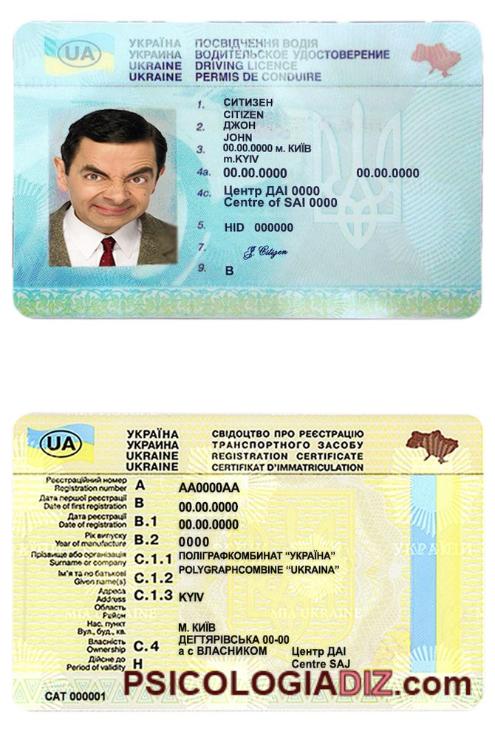 UA
УКРАЇНА ПОСВІДЧЕННЯ ВОДІЯ
УКРАИНА ВОДИТЕЛЬСКОЕ УДОСТОВЕРЕНИЕ
UKRAINE DRIVING LICENCE
UKRAINE PERMIS DE CONDUIRE
1. СИТИЗЕН
CITIZEN
2. ДЖОН
JOHN
3. 00.00.0000 м. КИЇВ
m.KYIV
4a. 00.00.0000 00.00.0000
4c. Центр ДАІ 0000
Centre of SAI 0000
5. HID 000000
7. J. Citizen
9. B
UA
УКРАЇНА СВІДОЦТВО ПРО РЕЄСТРАЦІЮ
УКРАИНА ТРАНСПОРТНОГО ЗАСОБУ
UKRAINE REGISTRATION CERTIFICATE
UKRAINE CERTIFIKAT D'IMMATRICULATION
Реєстраційний номер
Registration number A AA0000AA
Дата першої реєстрації
Date of first registration B 00.00.0000
Дата реєстрації
Date of registration B.1 00.00.0000
Рік випуску
Year of manufacture B.2 0000
Прізвище або організація
Surname or company C.1.1 ПОЛІГРАФКОМБИНАТ "УКРАЇНА"
Ім'я та по батькові
Given name(s) C.1.2 POLYGRAPHCOMBINE "UKRAINA"
Адреса
Address C.1.3 KYIV
Область
Район
Нас. пункт М. КИЇВ
Вул., буд., кв. ДЕГТЯРІВСЬКА 00-00
Власність
Ownership C.4 а с ВЛАСНИКОМ Центр ДАІ
Дійсне до
Period of validity H Centre SAJ
MIA UKRAINE
CAT 000001
PSICOLOGIADIZ.com